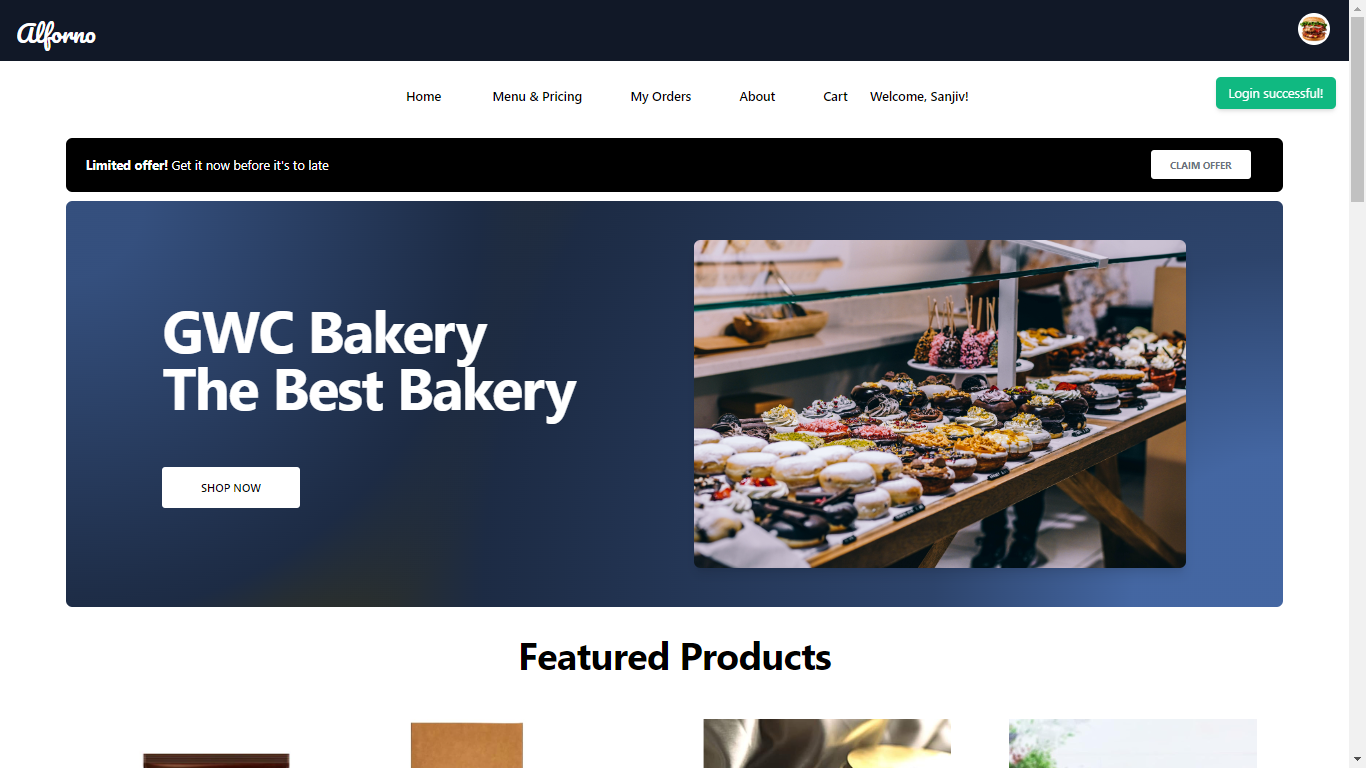 Alforno
Home Menu & Pricing My Orders About Cart Welcome, Sanjiv!
Login successful!
Limited offer! Get it now before it's to late
CLAIM OFFER
GWC Bakery
The Best Bakery
SHOP NOW
Featured Products